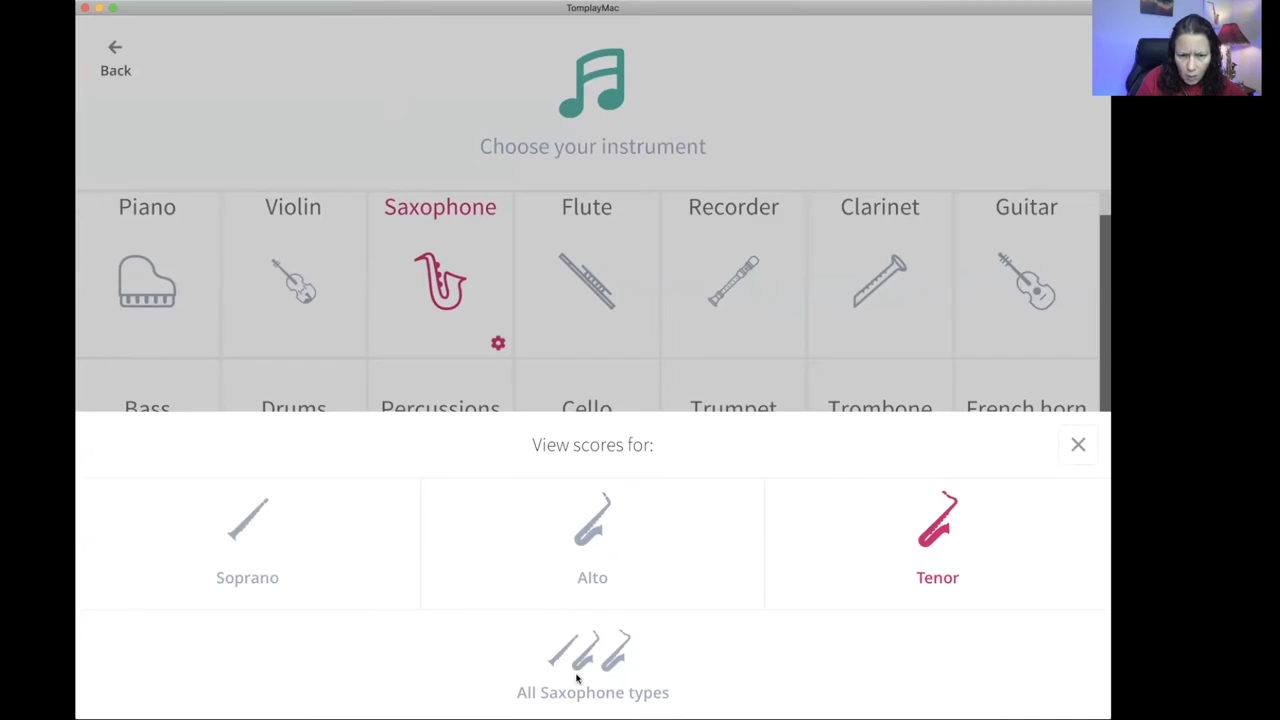 TomplayMac
Back
Choose your instrument
Piano
Violin
Saxophone
Flute
Recorder
Clarinet
Guitar
Bass
Drums
Percussions
Cello
Trumpet
Trombone
French horn
View scores for:
Soprano
Alto
Tenor
All Saxophone types